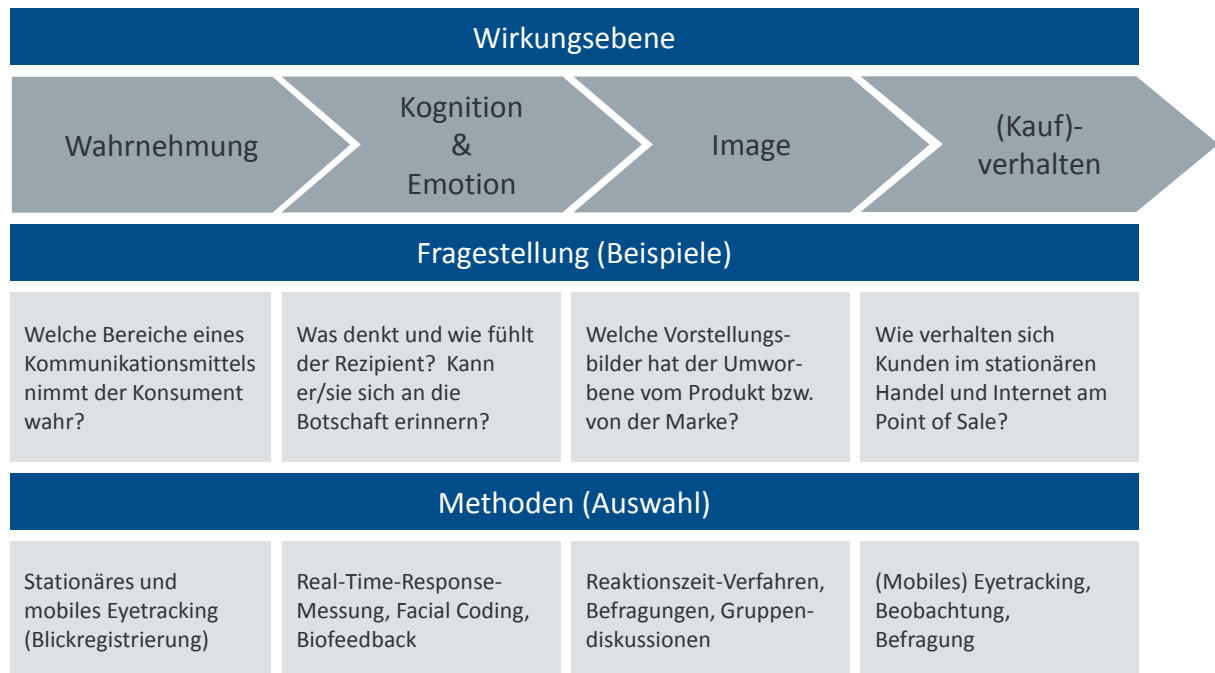 Wirkungsebene
Wahrnehmung
Kognition
&
Emotion
Image
(Kauf)-
verhalten
Fragestellung (Beispiele)
Welche Bereiche eines
Kommunikationsmittels
nimmt der Konsument
wahr?
Was denkt und wie fühlt
der Rezipient? Kann
er/sie sich an die
Botschaft erinnern?
Welche Vorstellungs-
bilder hat der Umwor-
bene vom Produkt bzw.
von der Marke?
Wie verhalten sich
Kunden im stationären
Handel und Internet am
Point of Sale?
Methoden (Auswahl)
Stationäres und
mobiles Eyetracking
(Blickregistrierung)
Real-Time-Response-
Messung, Facial Coding,
Biofeedback
Reaktionszeit-Verfahren,
Befragungen, Gruppen-
diskussionen
(Mobiles) Eyetracking,
Beobachtung,
Befragung